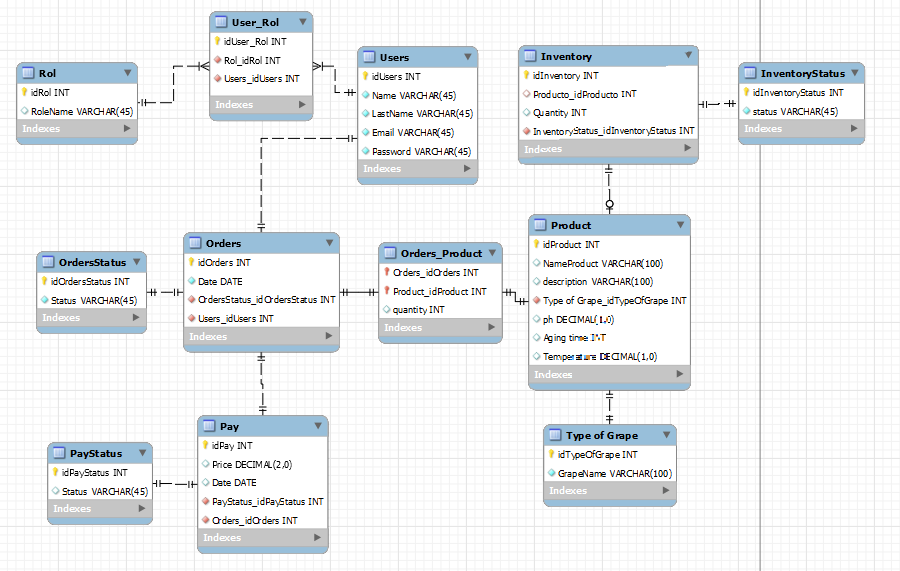 User_Rol
idUser_Rol INT
Rol_idRol INT
Users_idUsers INT
Indexes
Rol
idRol INT
RoleName VARCHAR(45)
Indexes
Users
idUsers INT
Name VARCHAR(45)
LastName VARCHAR(45)
Email VARCHAR(45)
Password VARCHAR(45)
Indexes
Inventory
idInventory INT
Producto_idProducto INT
Quantity INT
InventoryStatus_idInventoryStatus INT
Indexes
InventoryStatus
idInventoryStatus INT
status VARCHAR(45)
Indexes
OrdersStatus
idOrdersStatus INT
Status VARCHAR(45)
Indexes
Orders
idOrders INT
Date DATE
OrdersStatus_idOrdersStatus INT
Users_idUsers INT
Indexes
Orders_Product
Orders_idOrders INT
Product_idProduct INT
quantity INT
Indexes
Product
idProduct INT
NameProduct VARCHAR(100)
description VARCHAR(100)
Type of Grape_idTypeOfGrape INT
ph DECIMAL(1,0)
Aging time INT
Temperature DECIMAL(1,0)
Indexes
PayStatus
idPayStatus INT
Status VARCHAR(45)
Indexes
Pay
idPay INT
Price DECIMAL(2,0)
Date DATE
PayStatus_idPayStatus INT
Orders_idOrders INT
Indexes
Type of Grape
idTypeOfGrape INT
GrapeName VARCHAR(100)
Indexes